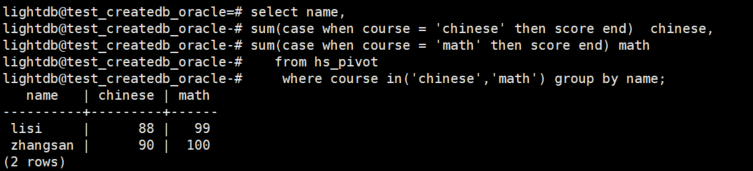 lightdb@test_createdb_oracle=# select name,
lightdb@test_createdb_oracle-# sum(case when course = 'chinese' then score end)  chinese,
lightdb@test_createdb_oracle-# sum(case when course = 'math' then score end) math
lightdb@test_createdb_oracle-#    from hs_pivot
lightdb@test_createdb_oracle-#     where course in('chinese','math') group by name;
   name   | chinese | math
----------+---------+------
 lisi     |      88 |   99
 zhangsan |      90 |  100
(2 rows)